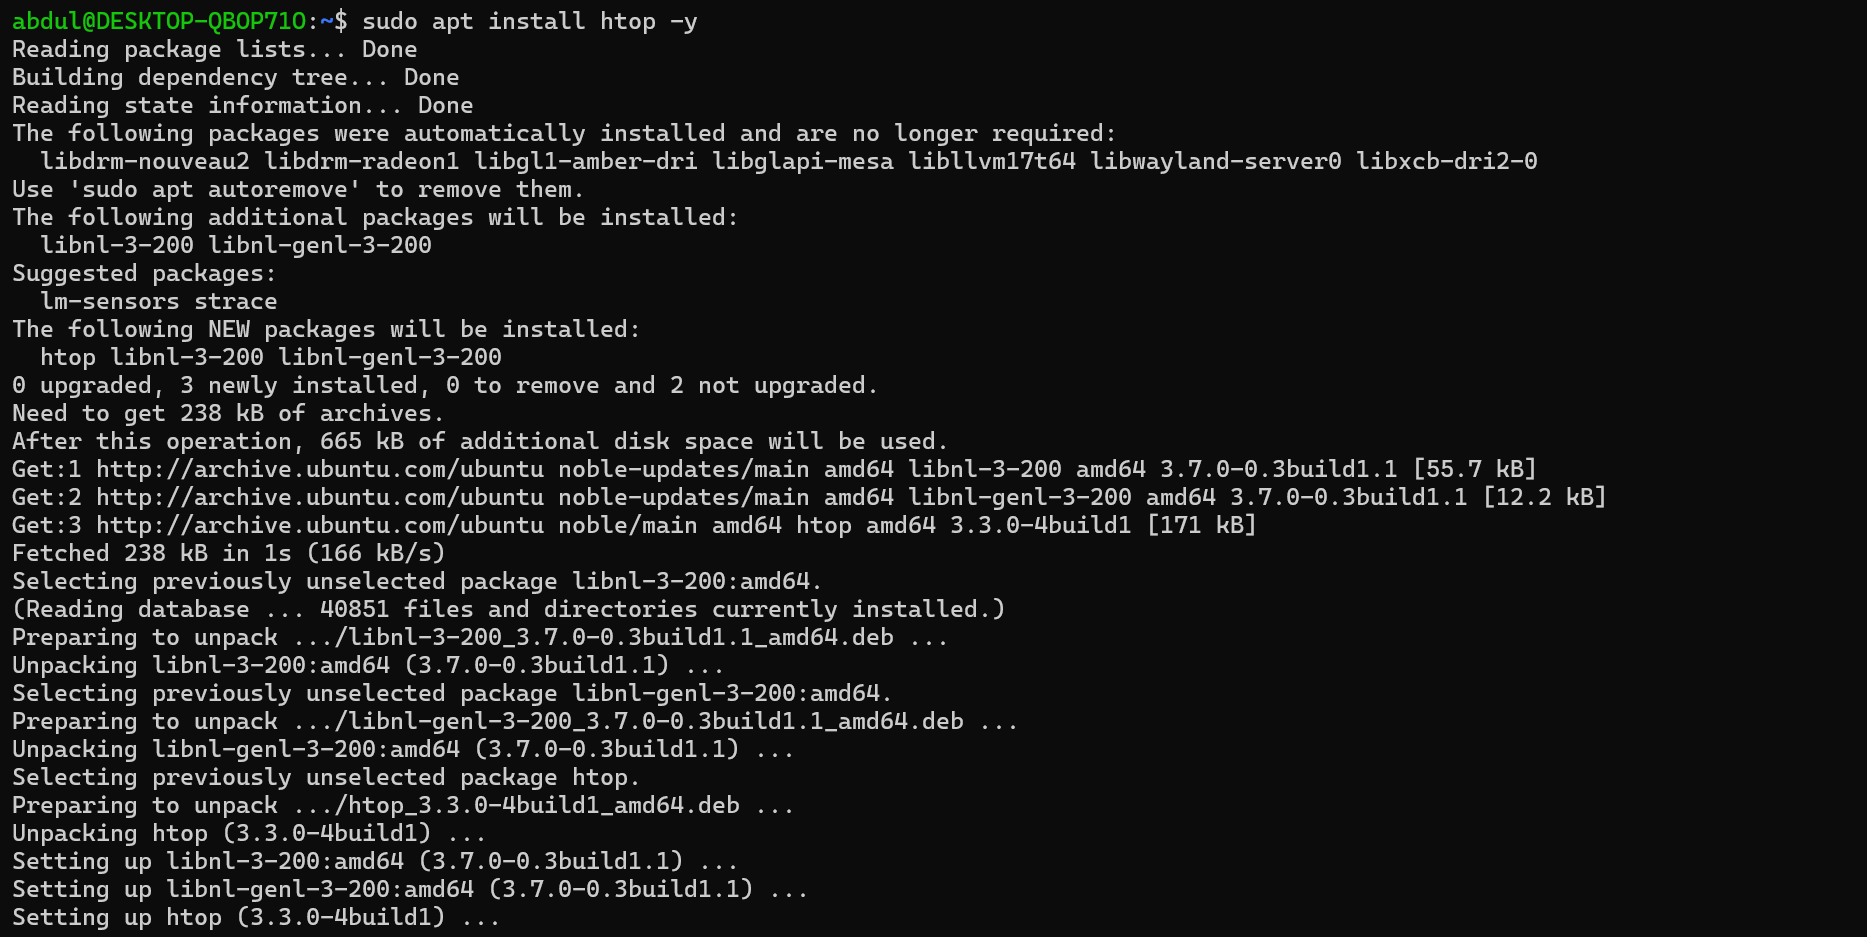 abdul@DESKTOP-QBOP71O:~$ sudo apt install htop -y
Reading package lists... Done
Building dependency tree... Done
Reading state information... Done
The following packages were automatically installed and are no longer required:
  libdrm-nouveau2 libdrm-radeon1 libgl1-amber-dri libglapi-mesa libllvm17t64 libwayland-server0 libxcb-dri2-0
Use 'sudo apt autoremove' to remove them.
The following additional packages will be installed:
  libnl-3-200 libnl-genl-3-200
Suggested packages:
  lm-sensors strace
The following NEW packages will be installed:
  htop libnl-3-200 libnl-genl-3-200
0 upgraded, 3 newly installed, 0 to remove and 2 not upgraded.
Need to get 238 kB of archives.
After this operation, 665 kB of additional disk space will be used.
Get:1 http://archive.ubuntu.com/ubuntu noble-updates/main amd64 libnl-3-200 amd64 3.7.0-0.3build1.1 [55.7 kB]
Get:2 http://archive.ubuntu.com/ubuntu noble-updates/main amd64 libnl-genl-3-200 amd64 3.7.0-0.3build1.1 [12.2 kB]
Get:3 http://archive.ubuntu.com/ubuntu noble/main amd64 htop amd64 3.3.0-4build1 [171 kB]
Fetched 238 kB in 1s (166 kB/s)
Selecting previously unselected package libnl-3-200:amd64.
(Reading database ... 40851 files and directories currently installed.)
Preparing to unpack .../libnl-3-200_3.7.0-0.3build1.1_amd64.deb ...
Unpacking libnl-3-200:amd64 (3.7.0-0.3build1.1) ...
Selecting previously unselected package libnl-genl-3-200:amd64.
Preparing to unpack .../libnl-genl-3-200_3.7.0-0.3build1.1_amd64.deb ...
Unpacking libnl-genl-3-200:amd64 (3.7.0-0.3build1.1) ...
Selecting previously unselected package htop.
Preparing to unpack .../htop_3.3.0-4build1_amd64.deb ...
Unpacking htop (3.3.0-4build1) ...
Setting up libnl-3-200:amd64 (3.7.0-0.3build1.1) ...
Setting up libnl-genl-3-200:amd64 (3.7.0-0.3build1.1) ...
Setting up htop (3.3.0-4build1) ...